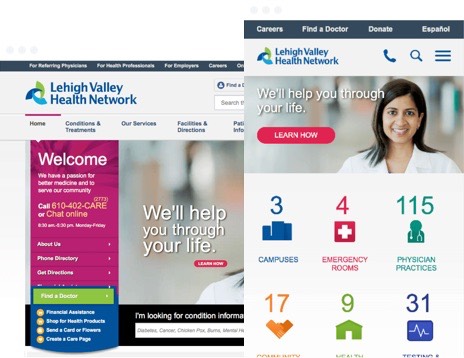 For Referring Physicians
For Health Professionals
For Employers
Careers
Lehigh Valley
Health Network
Find a D
Search th
Home
Conditions &
Treatments
Our Services
Facilities &
Directions
Pati
Info
Welcome
We have a passion for
better medicine and to
serve our community
(2773)
Call 610-402-CARE
or Chat online
8:30 am.-5:30 pm. Monday-Friday
About Us
Phone Directory
Get Directions
Find a Doctor
Financial Assistance
Shop for Health Products
Send a Card or Flowers
Create a Care Page
We'll help
you through
your life.
LEARN HOW
I'm looking for condition informa
Diabetes, Cancer, Chicken Pox, Burns, Mental He
Careers
Find a Doctor
Donate
Español
Lehigh Valley
Health Network
We'll help you through
your life.
LEARN HOW
3
CAMPUSES
4
EMERGENCY
ROOMS
115
PHYSICIAN
PRACTICES
17
COMMUNITY
9
HEALTH
31
TESTING &